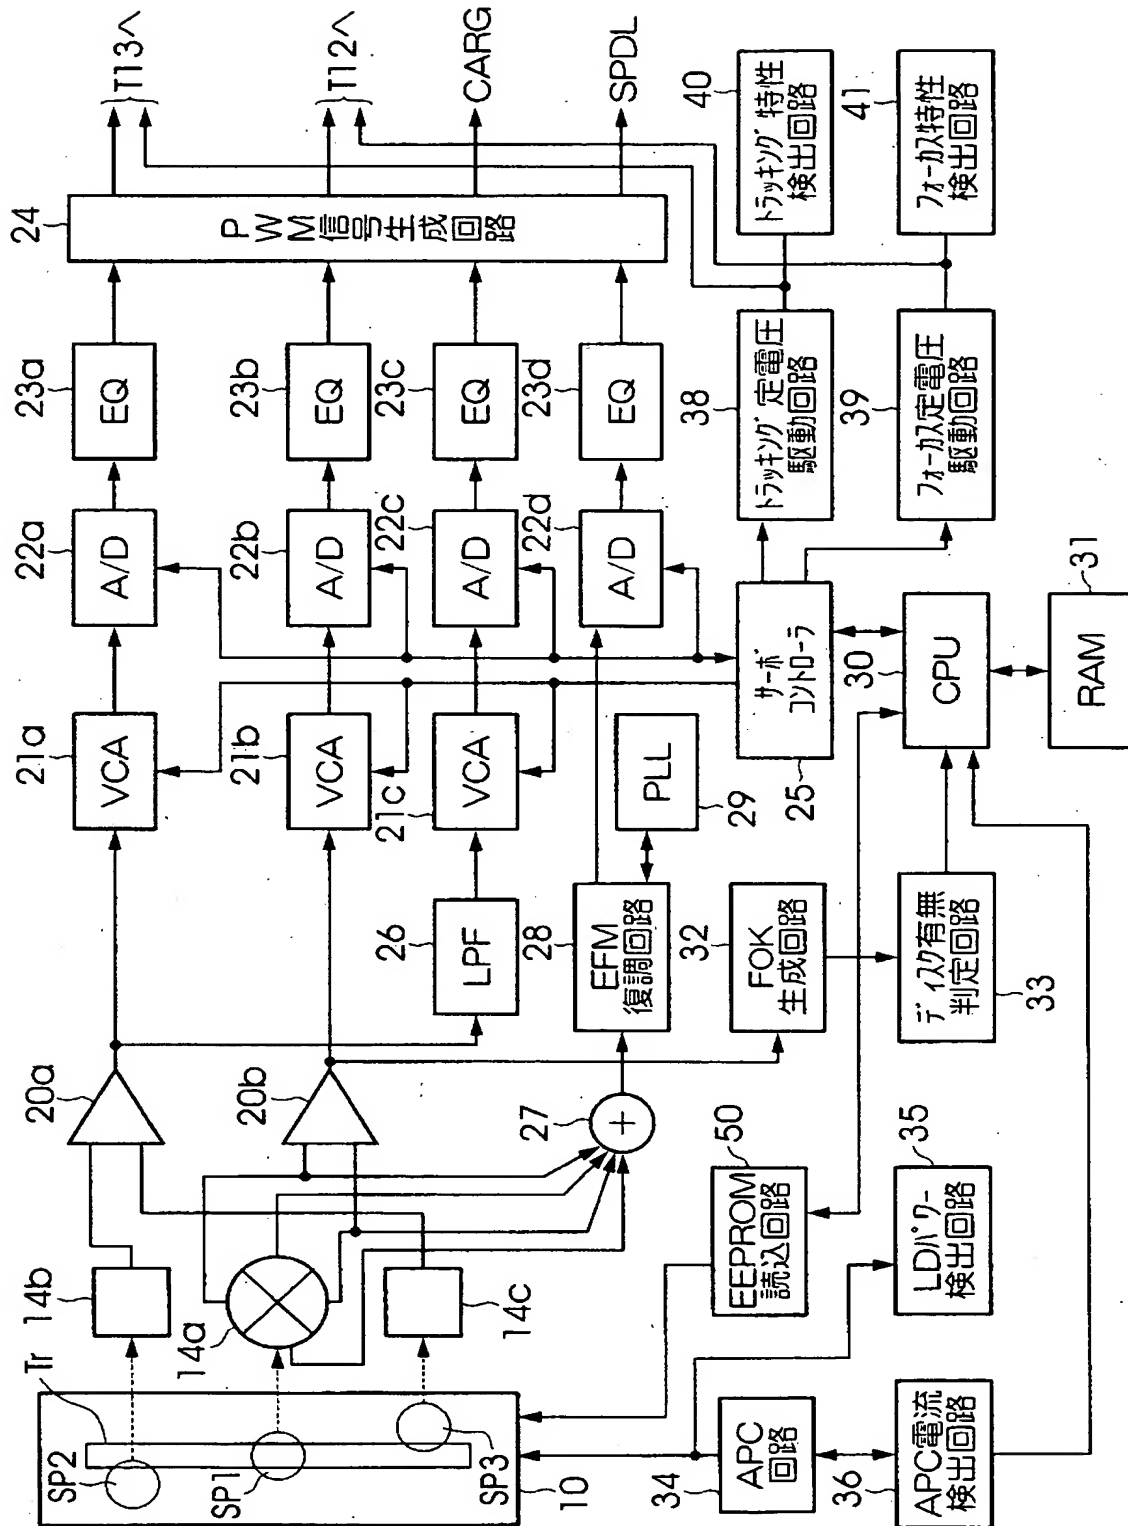 SP2
Tr
SP1
SP3
10
14b
14a
14c
20a
20b
27
+
21a
VCA
21b
VCA
21c
VCA
26
LPF
28
EFM
復調回路
29
PLL
22a
A/D
22b
A/D
22c
A/D
22d
A/D
23a
EQ
23b
EQ
23c
EQ
23d
EQ
24
PWM信号生成回路
T13へ
T12へ
CARG
SPDL
25
サーボ
コントローラ
38
トラッキング定電圧
駆動回路
39
フォーカス定電圧
駆動回路
40
トラッキング特性
検出回路
41
フォーカス特性
検出回路
30
CPU
31
RAM
32
FOK
生成回路
33
ディスク有無
判定回路
50
EEPROM
読込回路
35
LDパワー
検出回路
34
APC
回路
36
APC電流
検出回路